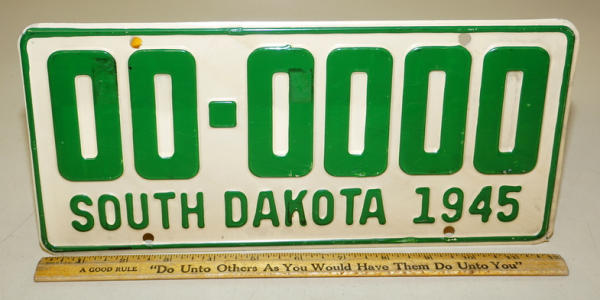 00-0000
SOUTH DAKOTA 1945
A GOOD RULE "Do Unto Others As You Would Have Them Do Unto You"